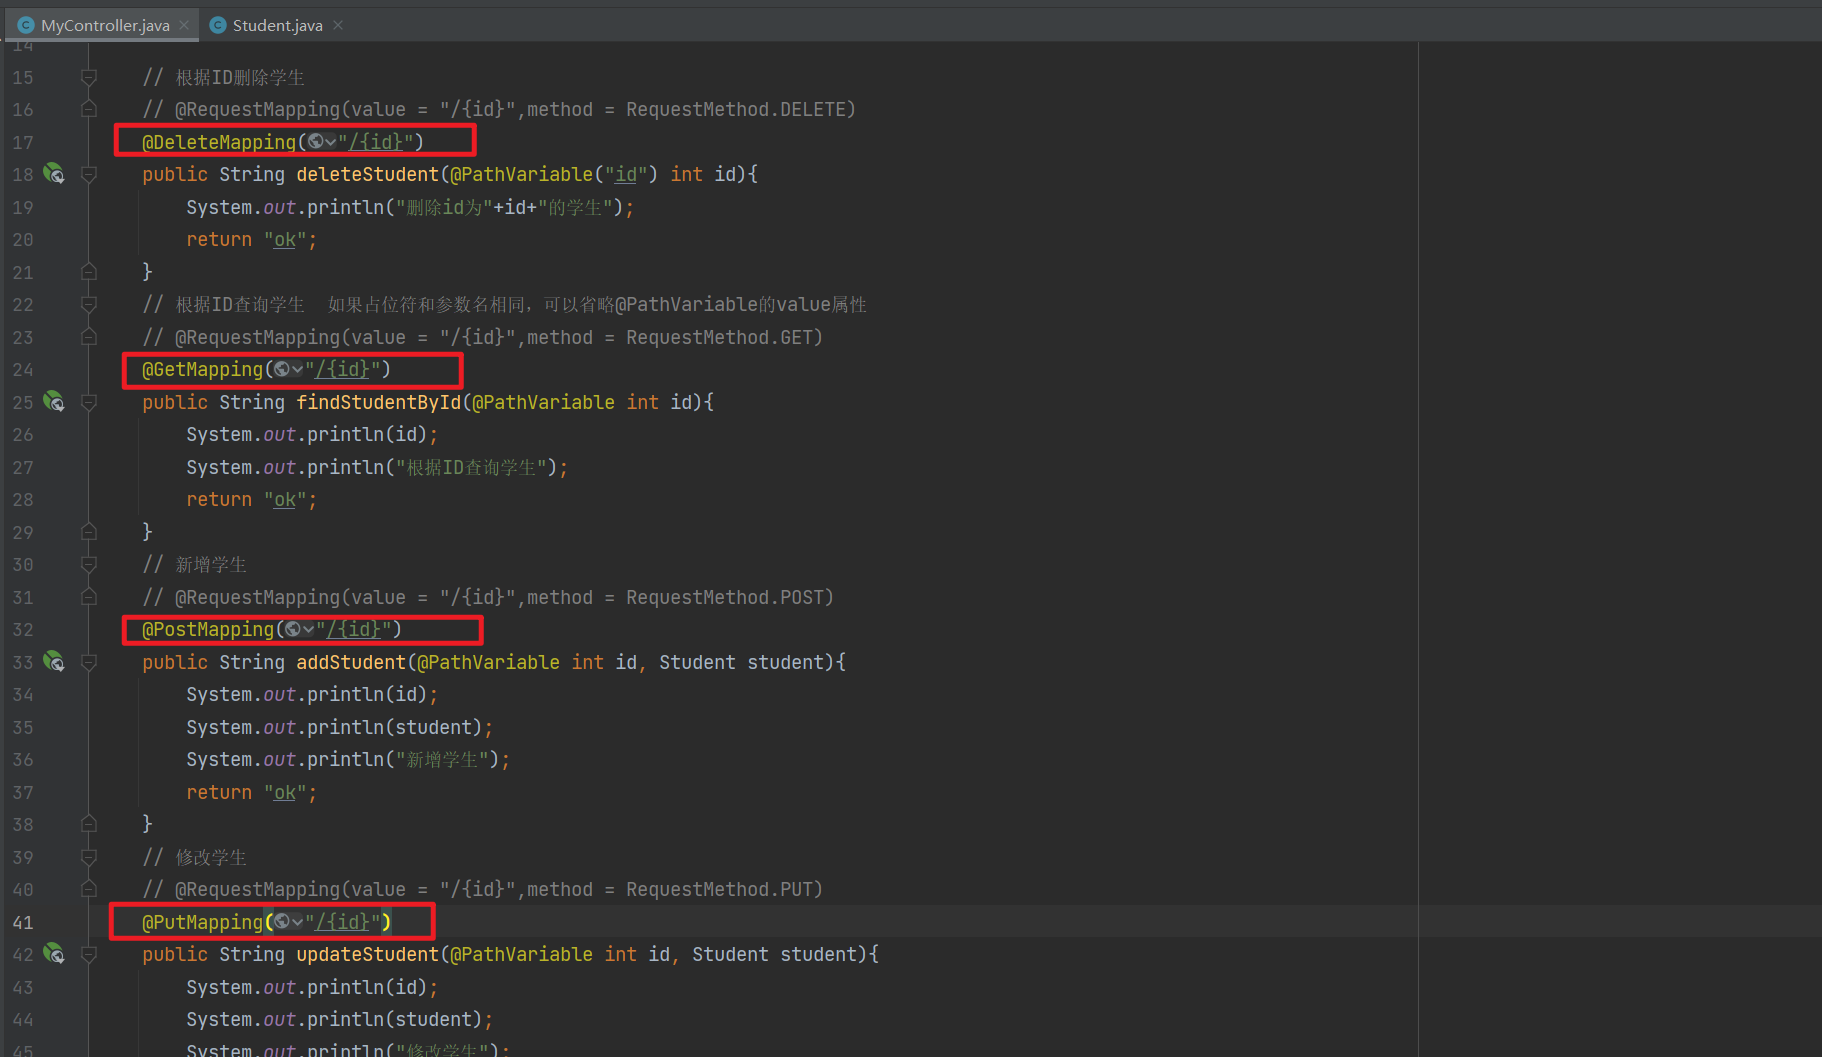 MyController.java Student.java
14
15 // 根据ID删除学生
16 // @RequestMapping(value = "/{id}",method = RequestMethod.DELETE)
17 @DeleteMapping("/{id}")
18 public String deleteStudent(@PathVariable("id") int id){
19 System.out.println("删除id为"+id+"的学生");
20 return "ok";
21 }
22 // 根据ID查询学生  如果占位符和参数名相同，可以省略@PathVariable的value属性
23 // @RequestMapping(value = "/{id}",method = RequestMethod.GET)
24 @GetMapping("/{id}")
25 public String findStudentById(@PathVariable int id){
26 System.out.println(id);
27 System.out.println("根据ID查询学生");
28 return "ok";
29 }
30 // 新增学生
31 // @RequestMapping(value = "/{id}",method = RequestMethod.POST)
32 @PostMapping("/{id}")
33 public String addStudent(@PathVariable int id, Student student){
34 System.out.println(id);
35 System.out.println(student);
36 System.out.println("新增学生");
37 return "ok";
38 }
39 // 修改学生
40 // @RequestMapping(value = "/{id}",method = RequestMethod.PUT)
41 @PutMapping("/{id}")
42 public String updateStudent(@PathVariable int id, Student student){
43 System.out.println(id);
44 System.out.println(student);
45 System.out.println("修改学生");